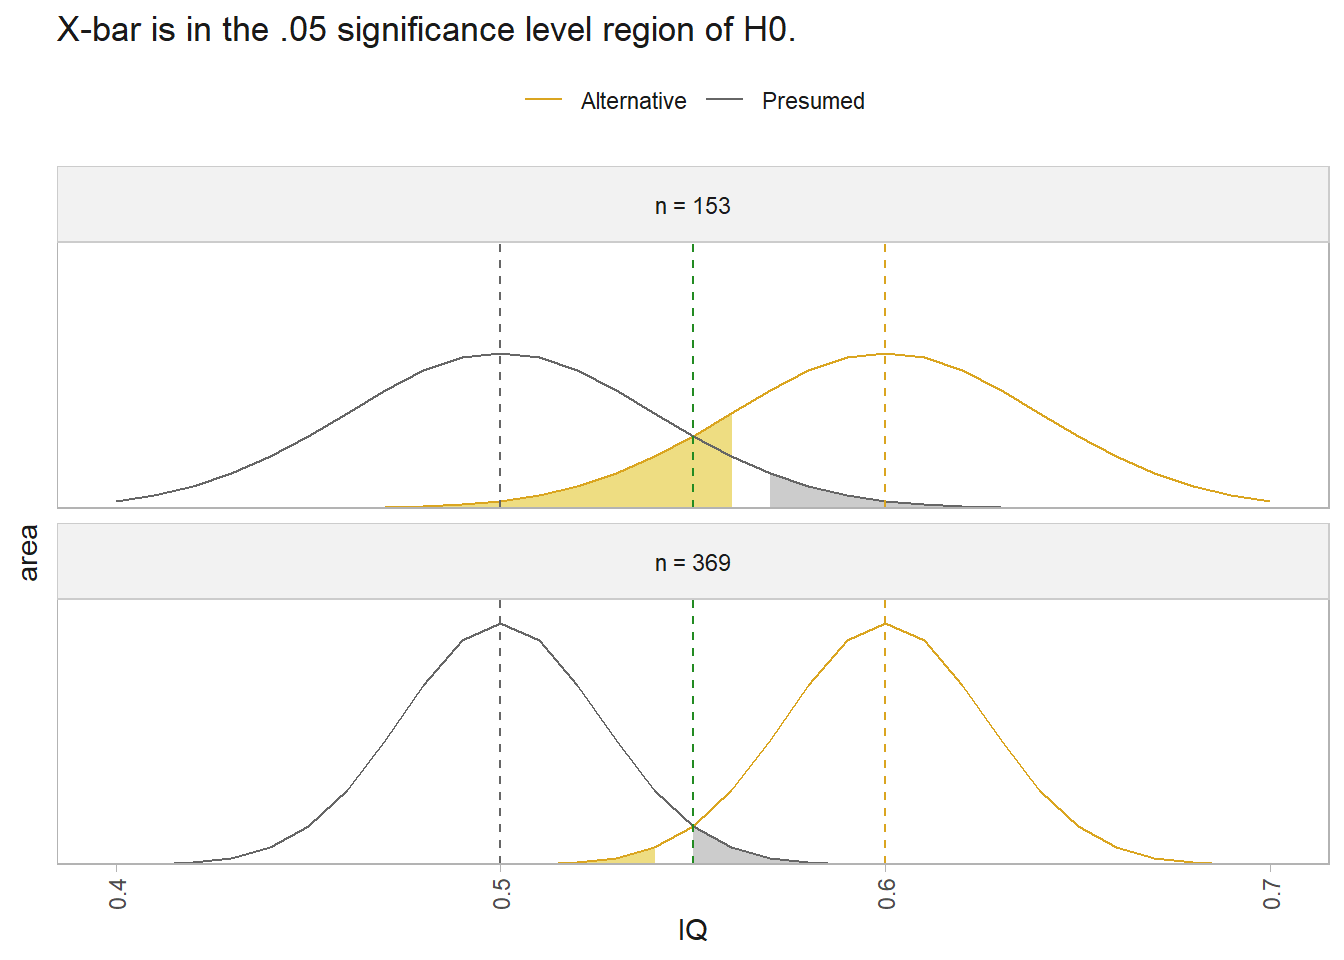 X-bar is in the .05 significance level region of H0.
Alternative Presumed
n = 153
n = 369
area
0.4 0.5 0.6 0.7
IQ